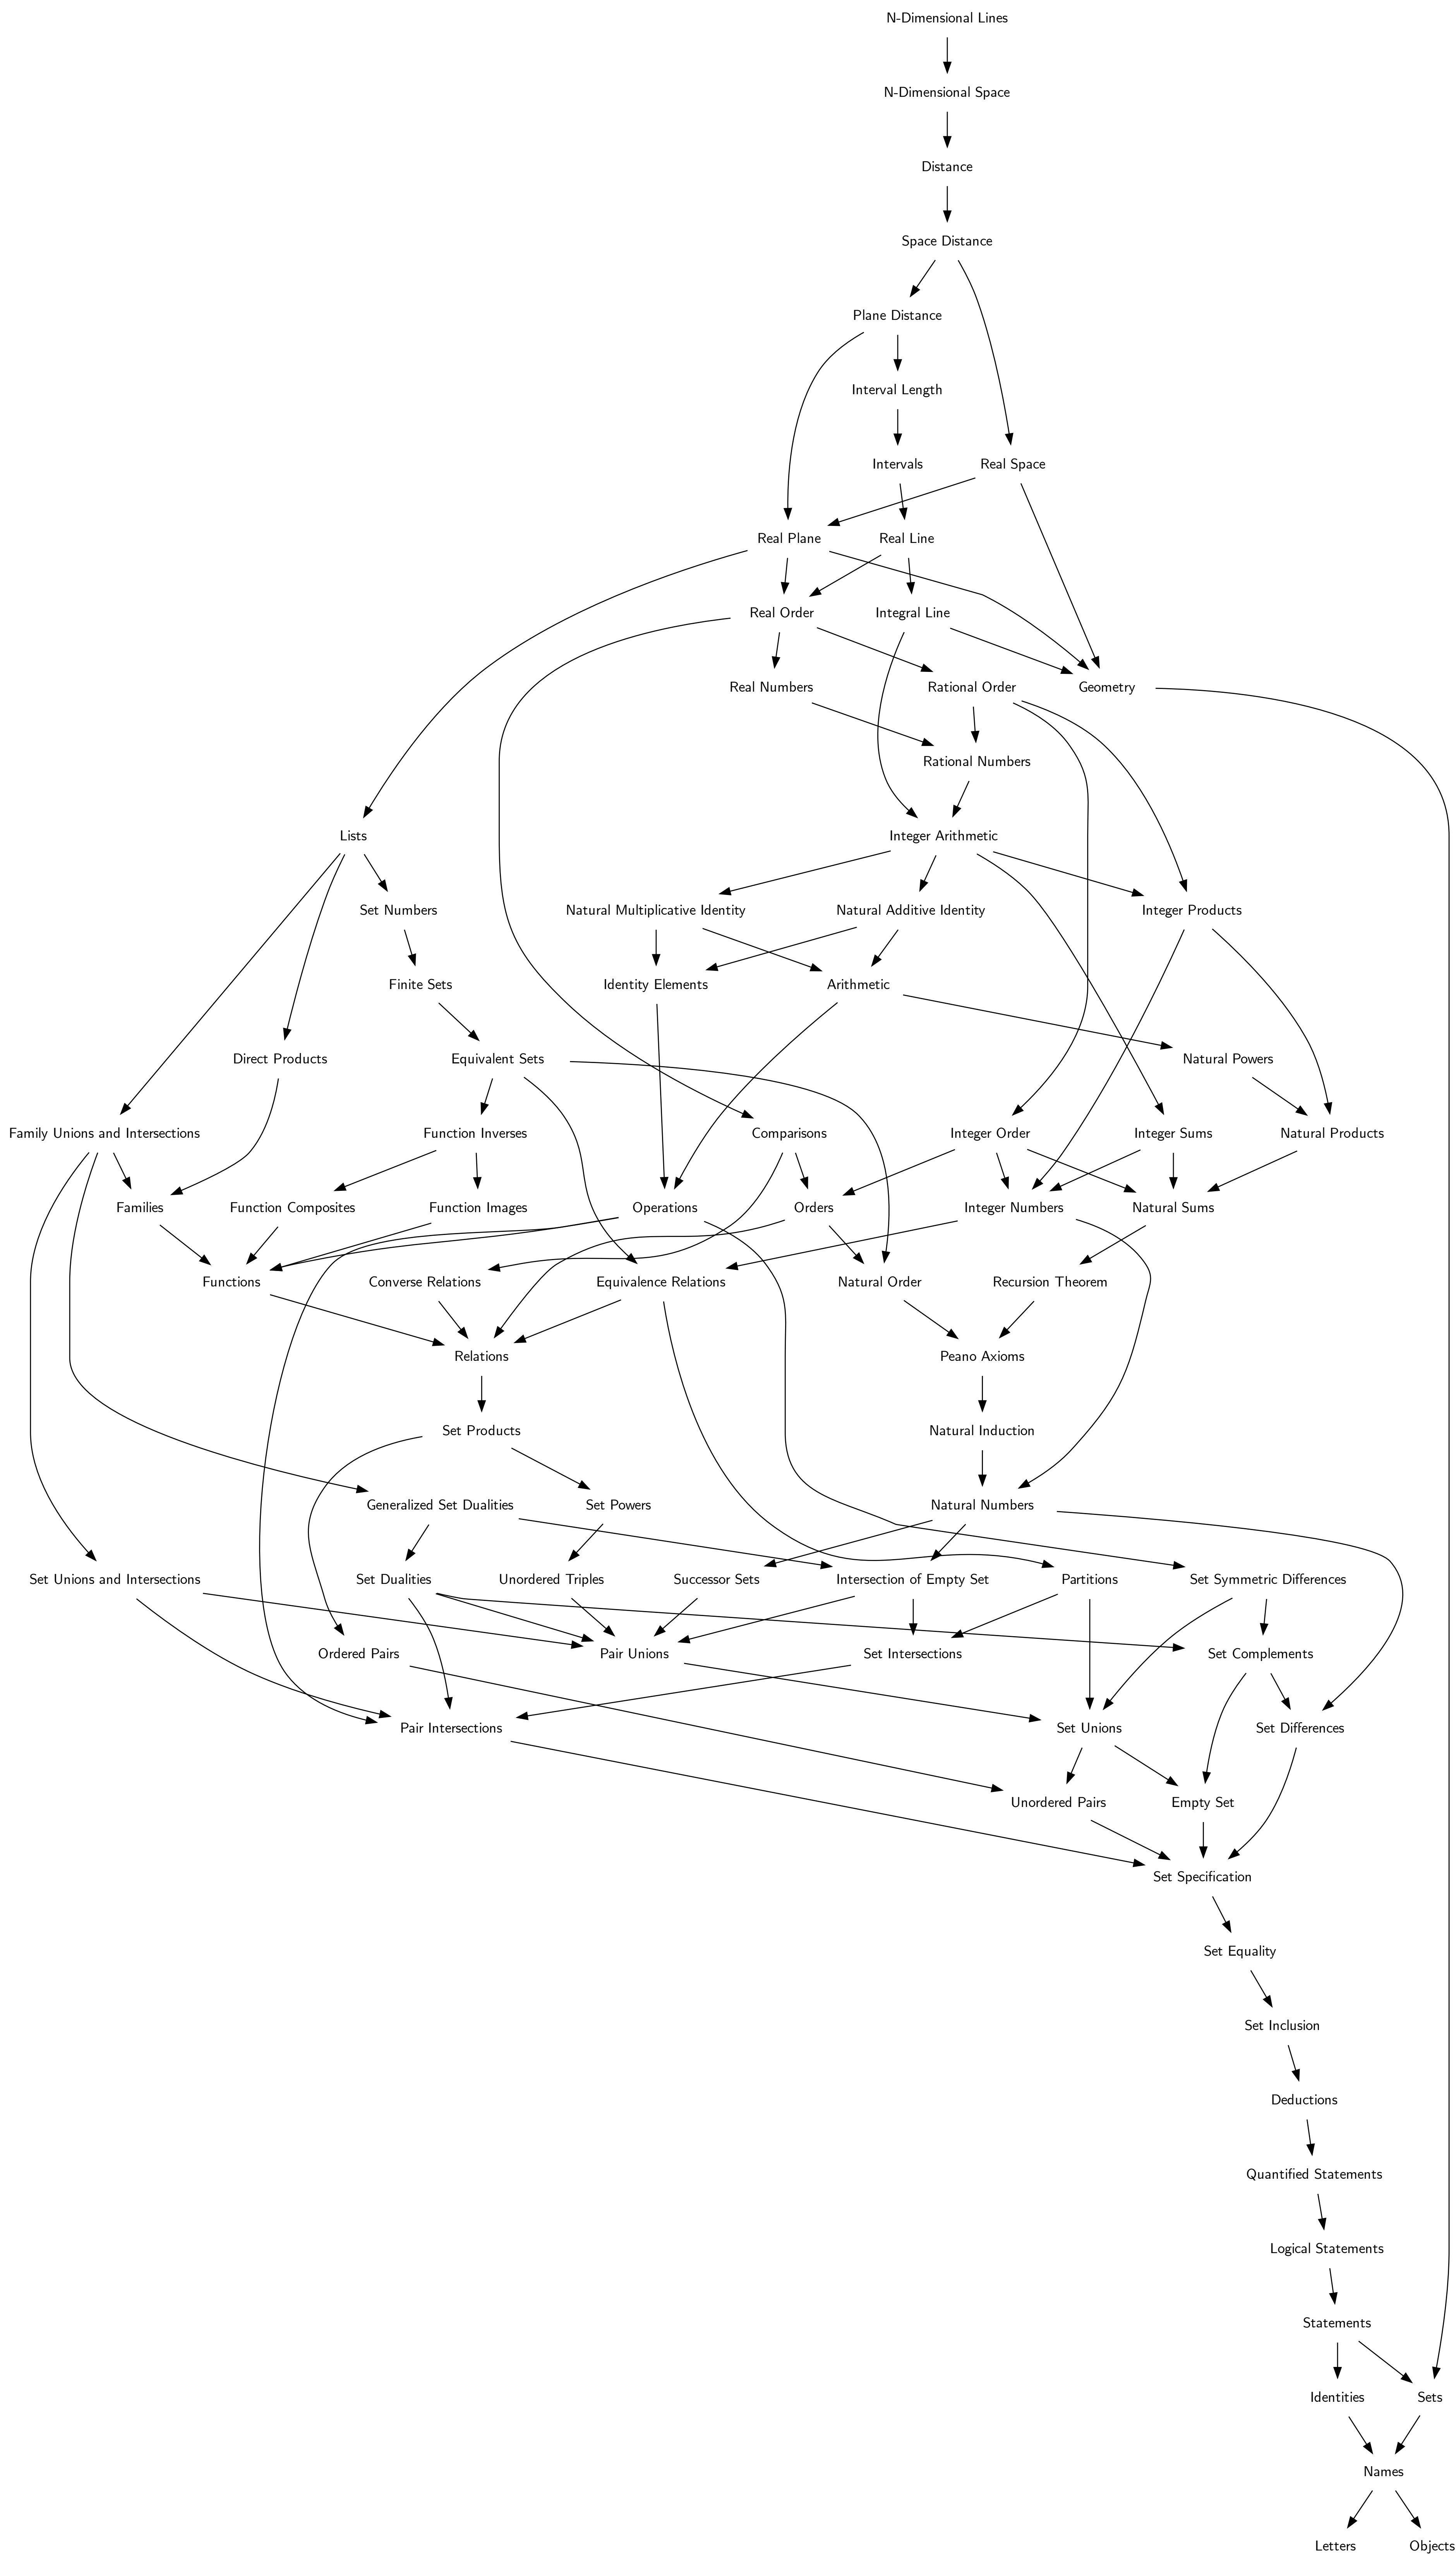 N-Dimensional Lines
N-Dimensional Space
Distance
Space Distance
Plane Distance
Interval Length
Intervals
Real Space
Real Plane
Real Line
Real Order
Integral Line
Real Numbers
Rational Order
Geometry
Rational Numbers
Lists
Integer Arithmetic
Set Numbers
Natural Multiplicative Identity
Natural Additive Identity
Integer Products
Finite Sets
Identity Elements
Arithmetic
Direct Products
Equivalent Sets
Natural Powers
Family Unions and Intersections
Function Inverses
Comparisons
Integer Order
Integer Sums
Natural Products
Families
Function Composites
Function Images
Operations
Orders
Integer Numbers
Natural Sums
Functions
Converse Relations
Equivalence Relations
Natural Order
Recursion Theorem
Relations
Peano Axioms
Set Products
Natural Induction
Generalized Set Dualities
Set Powers
Natural Numbers
Set Unions and Intersections
Set Dualities
Unordered Triples
Successor Sets
Intersection of Empty Set
Partitions
Set Symmetric Differences
Ordered Pairs
Pair Unions
Set Intersections
Set Complements
Pair Intersections
Set Unions
Set Differences
Unordered Pairs
Empty Set
Set Specification
Set Equality
Set Inclusion
Deductions
Quantified Statements
Logical Statements
Statements
Identities
Sets
Names
Letters
Objects